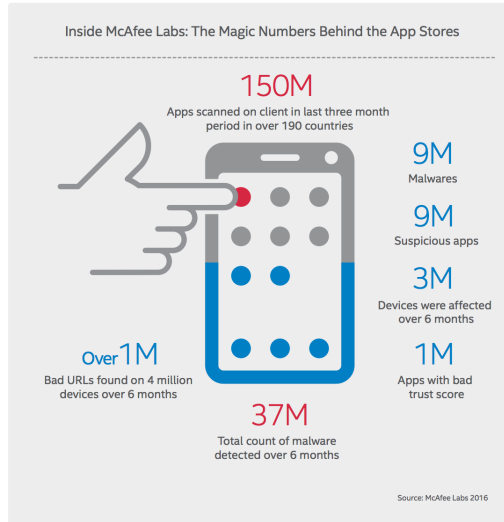 Inside McAfee Labs: The Magic Numbers Behind the App Stores
150M
Apps scanned on client in last three month
period in over 190 countries
9M
Malwares
9M
Suspicious apps
3M
Devices were affected
over 6 months
Over 1M
Bad URLs found on 4 million
devices over 6 months
1M
Apps with bad
trust score
37M
Total count of malware
detected over 6 months
Source: McAfee Labs 2016